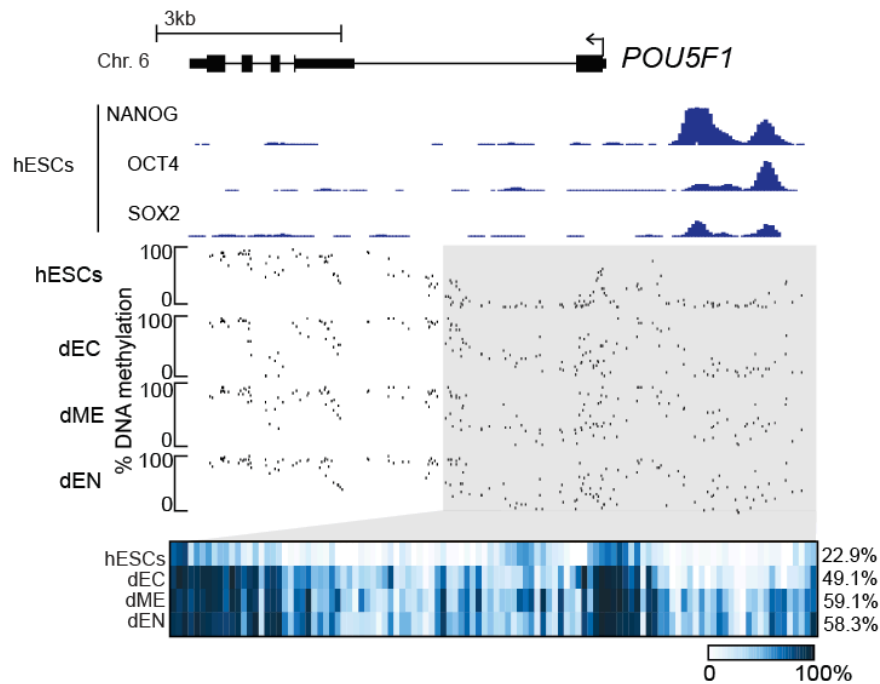 3kb
Chr. 6
POU5F1
hESCs
NANOG
OCT4
SOX2
% DNA methylation
hESCs
100
0
dEC
100
0
dME
100
0
dEN
100
0
hESCs 22.9%
dEC 49.1%
dME 59.1%
dEN 58.3%
0 100%